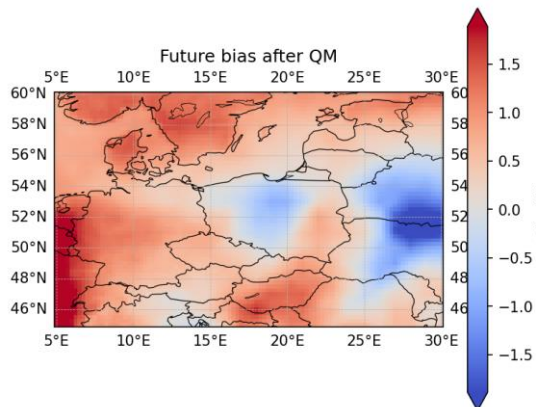 Future bias after QM
5°E 10°E 15°E 20°E 25°E 30°E
60°N 60
58°N 58
56°N 56
54°N 54
52°N 52
50°N 50
48°N 48
46°N 46
5°E 10°E 15°E 20°E 25°E 30°E
1.5
1.0
0.5
0.0
-0.5
-1.0
-1.5